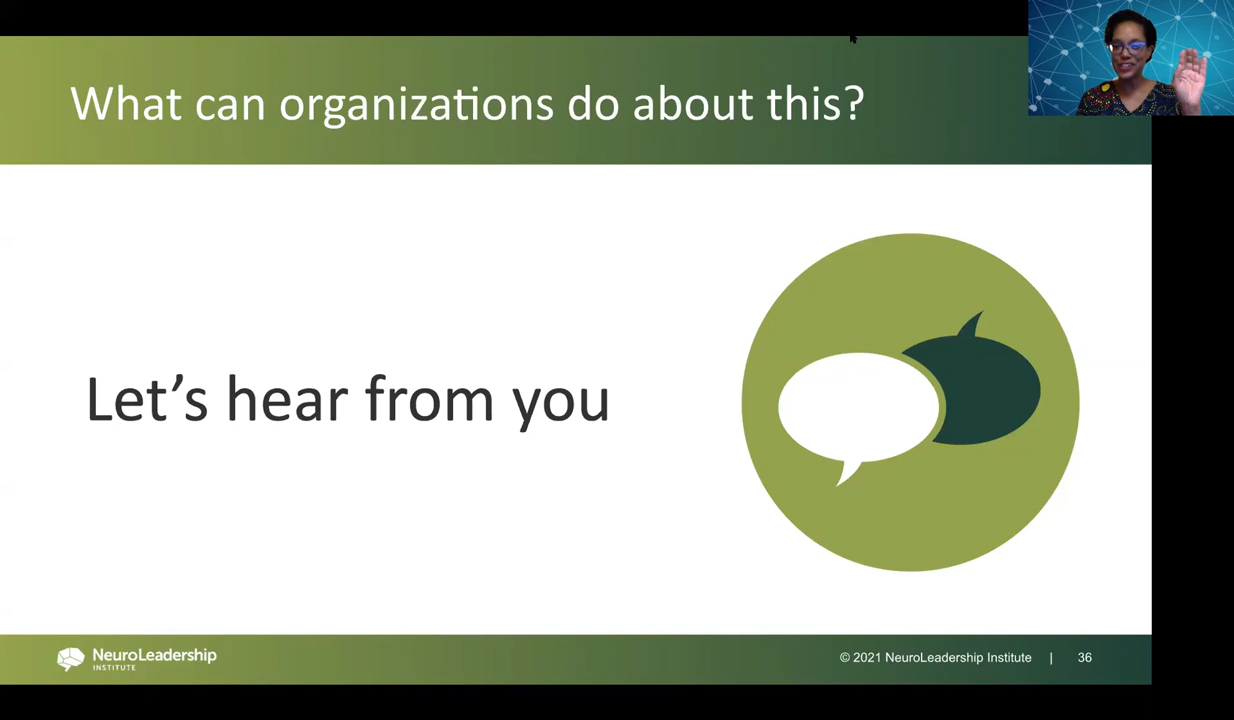 What can organizations do about this?
Let's hear from you
NeuroLeadership
INSTITUTE
© 2021 NeuroLeadership Institute | 36